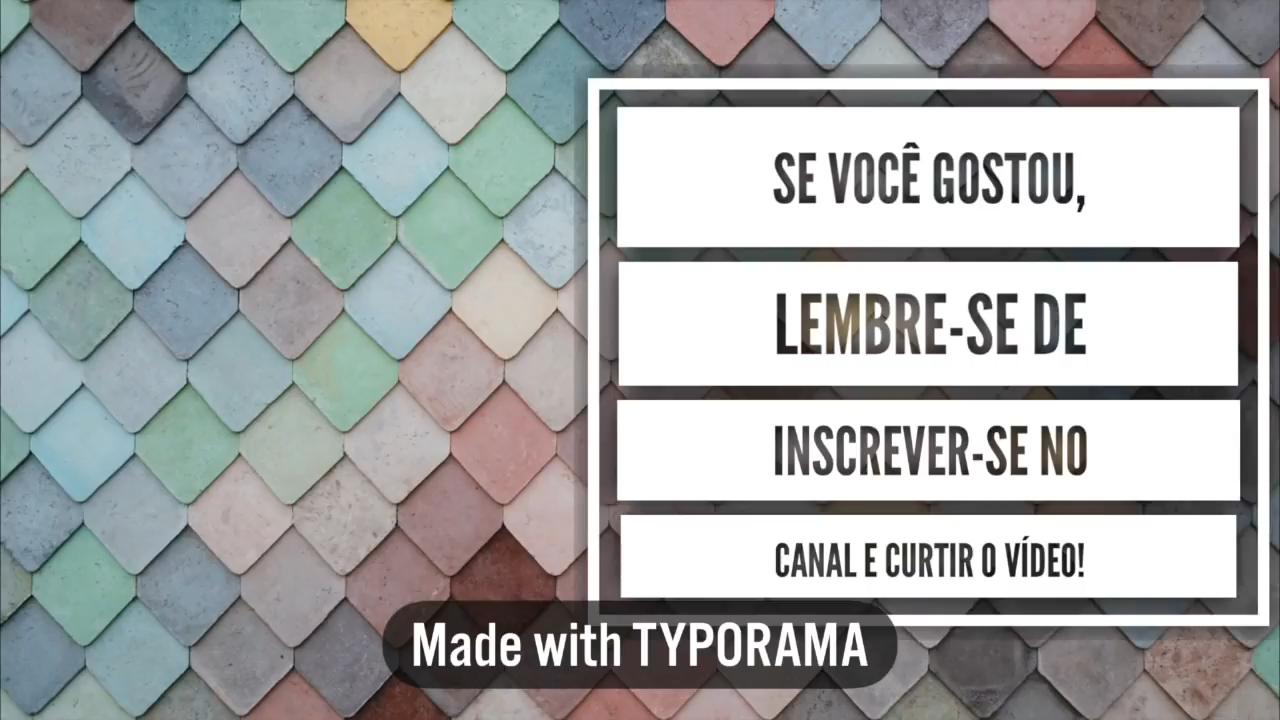 SE VOCÊ GOSTOU,
LEMBRE-SE DE
INSCREVER-SE NO
CANAL E CURTIR O VÍDEO!
Made with TYPORAMA